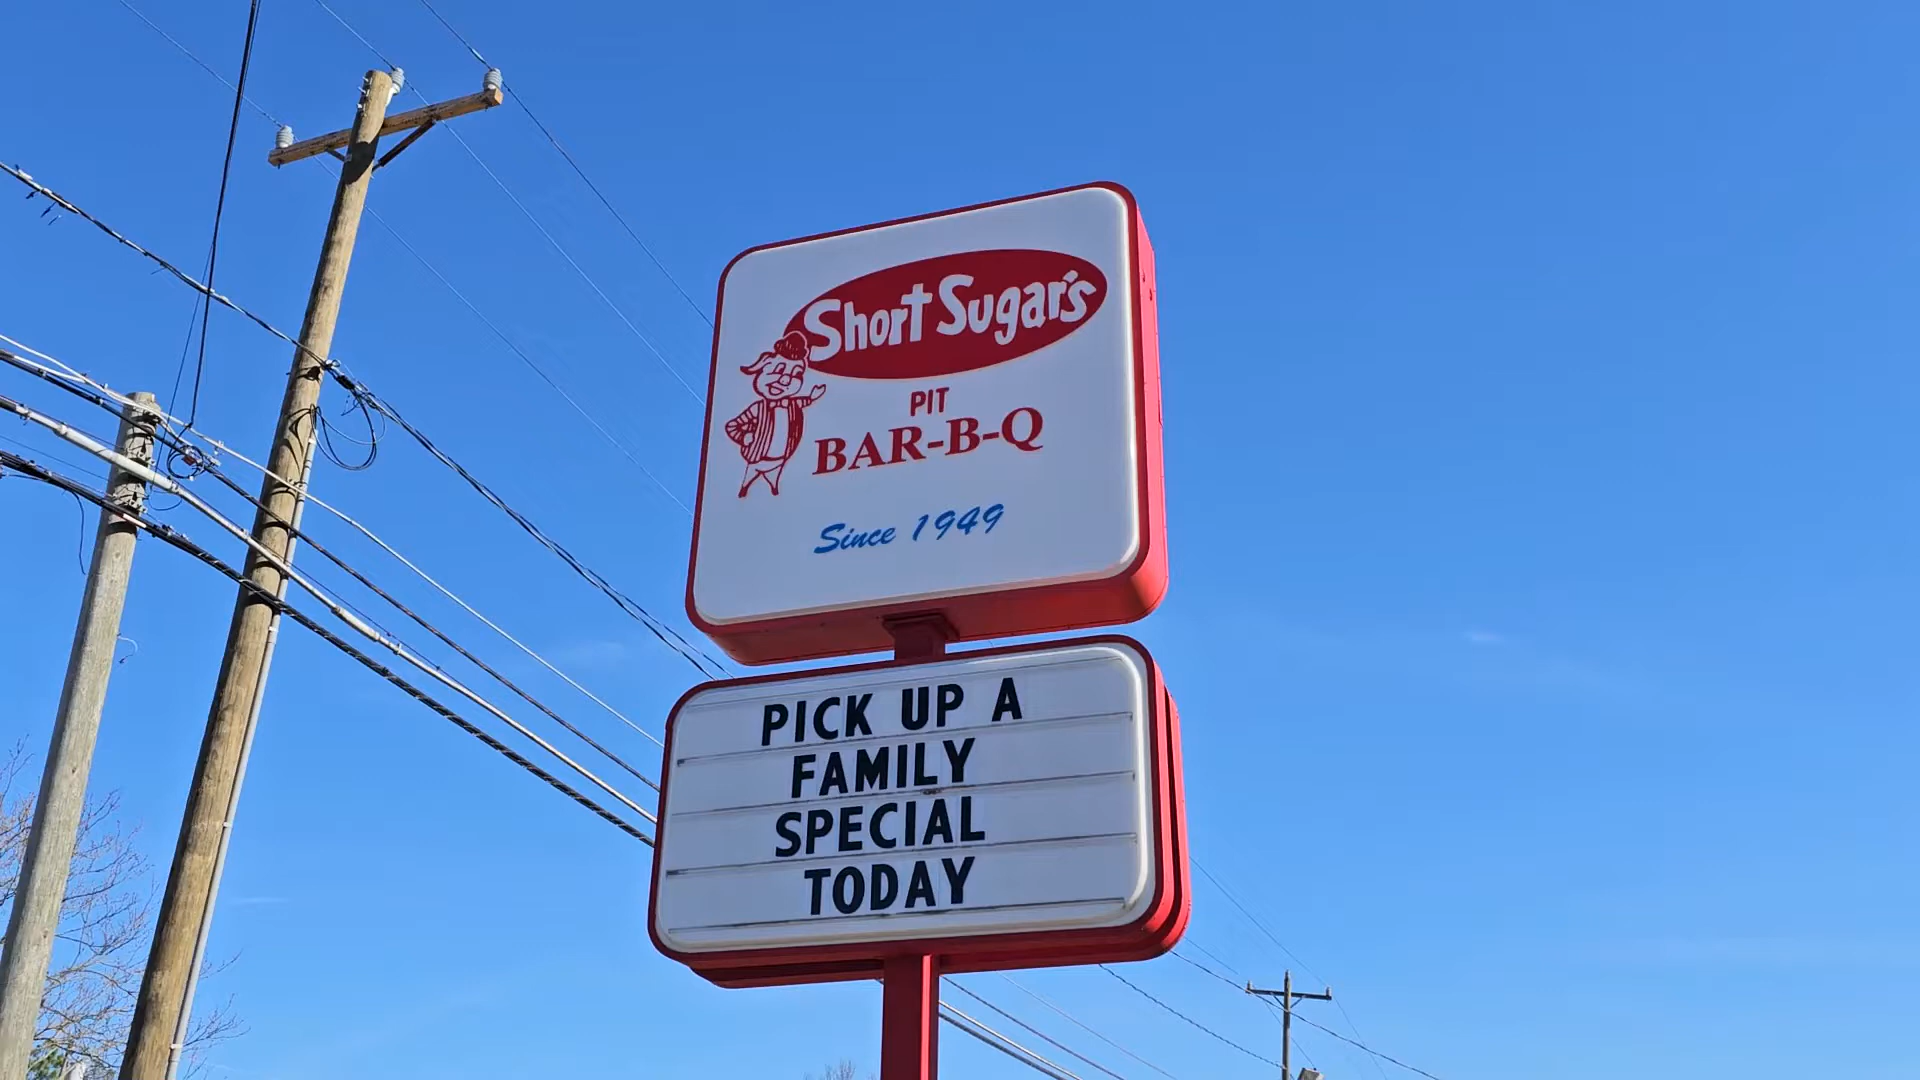 Short Sugar's
PIT
BAR-B-Q
Since 1949
PICK UP A
FAMILY
SPECIAL
TODAY